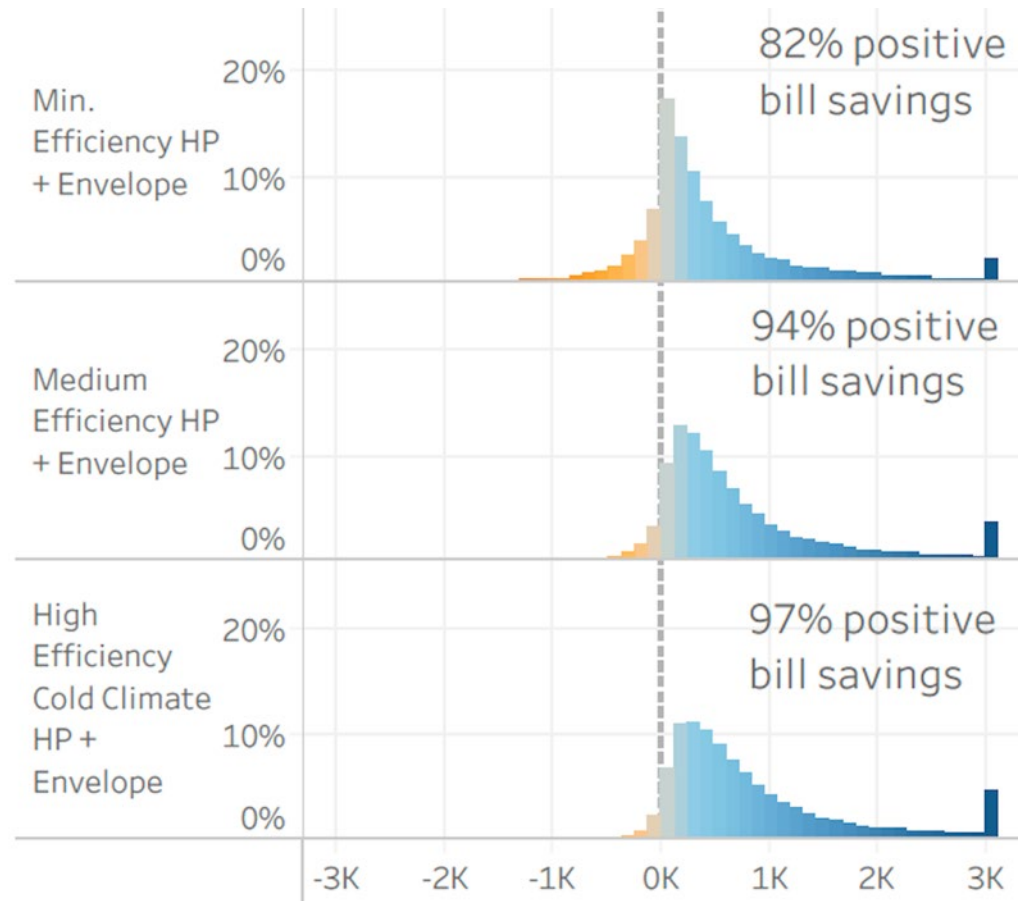 82% positive
bill savings
20%
10%
0%
Min.
Efficiency HP
+ Envelope
94% positive
bill savings
20%
10%
0%
Medium
Efficiency HP
+ Envelope
97% positive
bill savings
20%
10%
0%
High
Efficiency
Cold Climate
HP +
Envelope
-3K -2K -1K 0K 1K 2K 3K